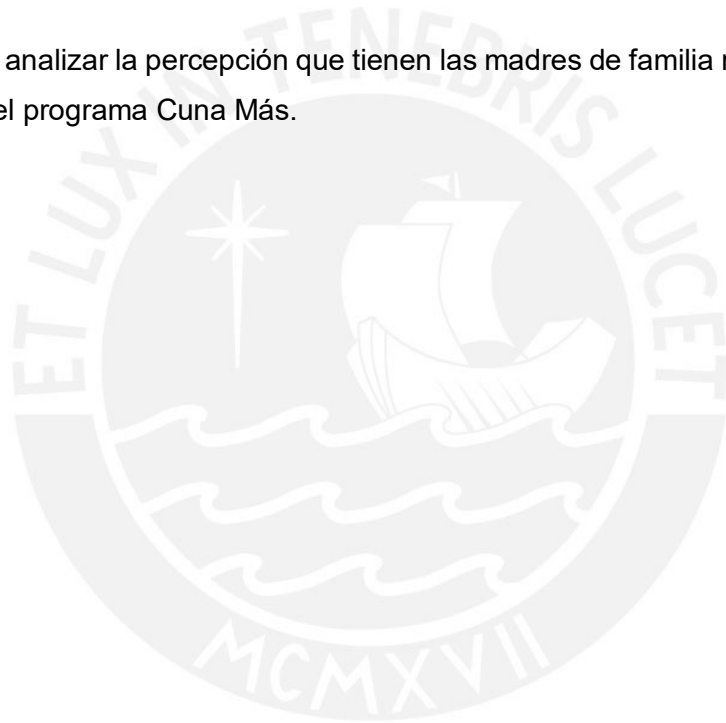 analizar la percepción que tienen las madres de familia
el programa Cuna Más.
ET LUX IN TENEBRIS LUCET
MCMXVII